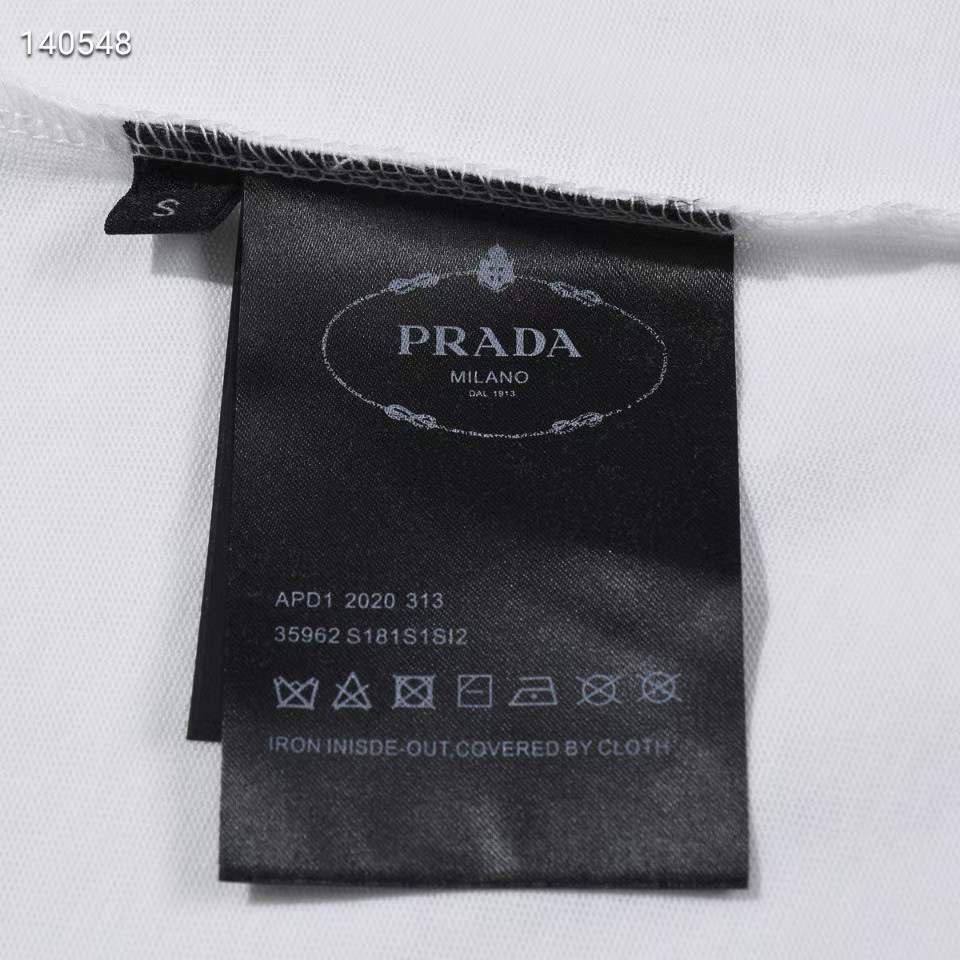 140548
S
PRADA
MILANO
DAL 1913
APD1 2020 313
35962 S181S1SI2
IRON INISDE-OUT,COVERED BY CLOTH